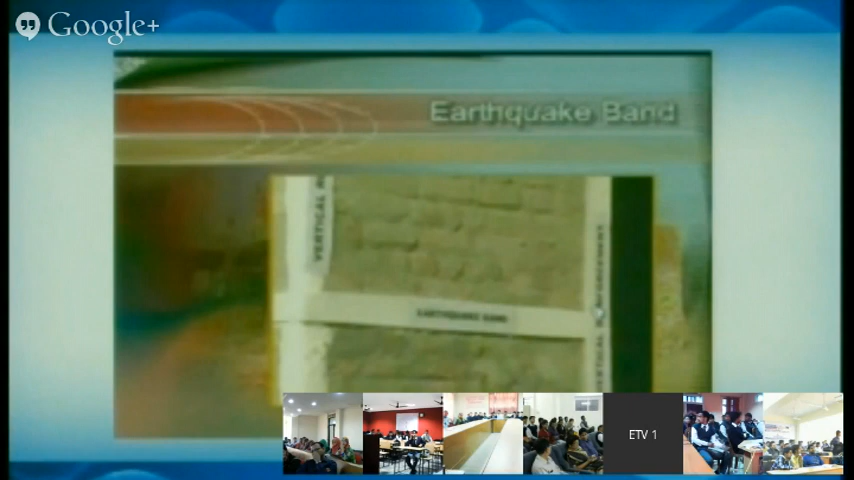 Google+
Earthquake Band
VERTICAL
EARTHQUAKE BAND
VERTICAL REINFORCEMENT
ETV 1